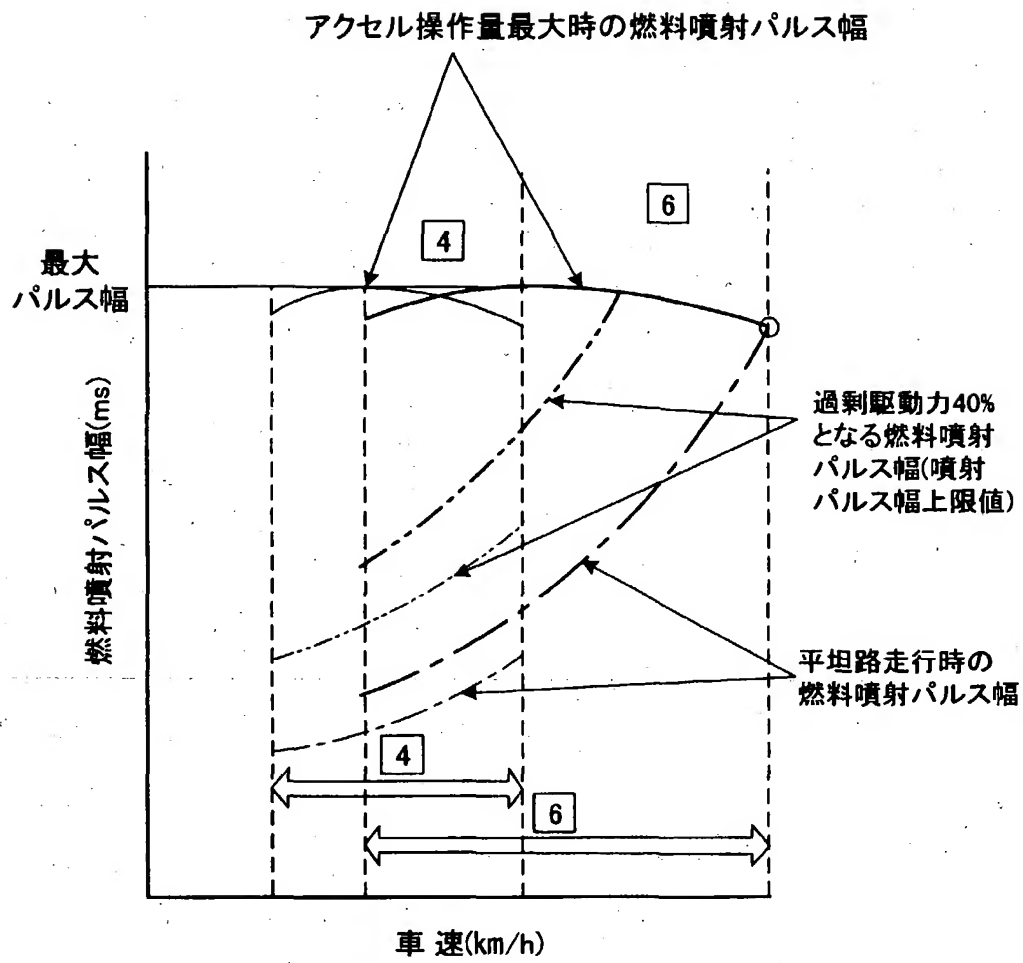 アクセル操作量最大時の燃料噴射パルス幅
6
4
最大
パルス幅
燃料噴射パルス幅(ms)
過剰駆動力40%
となる燃料噴射
パルス幅(噴射
パルス幅上限値)
平坦路走行時の
燃料噴射パルス幅
4
6
車 速(km/h)